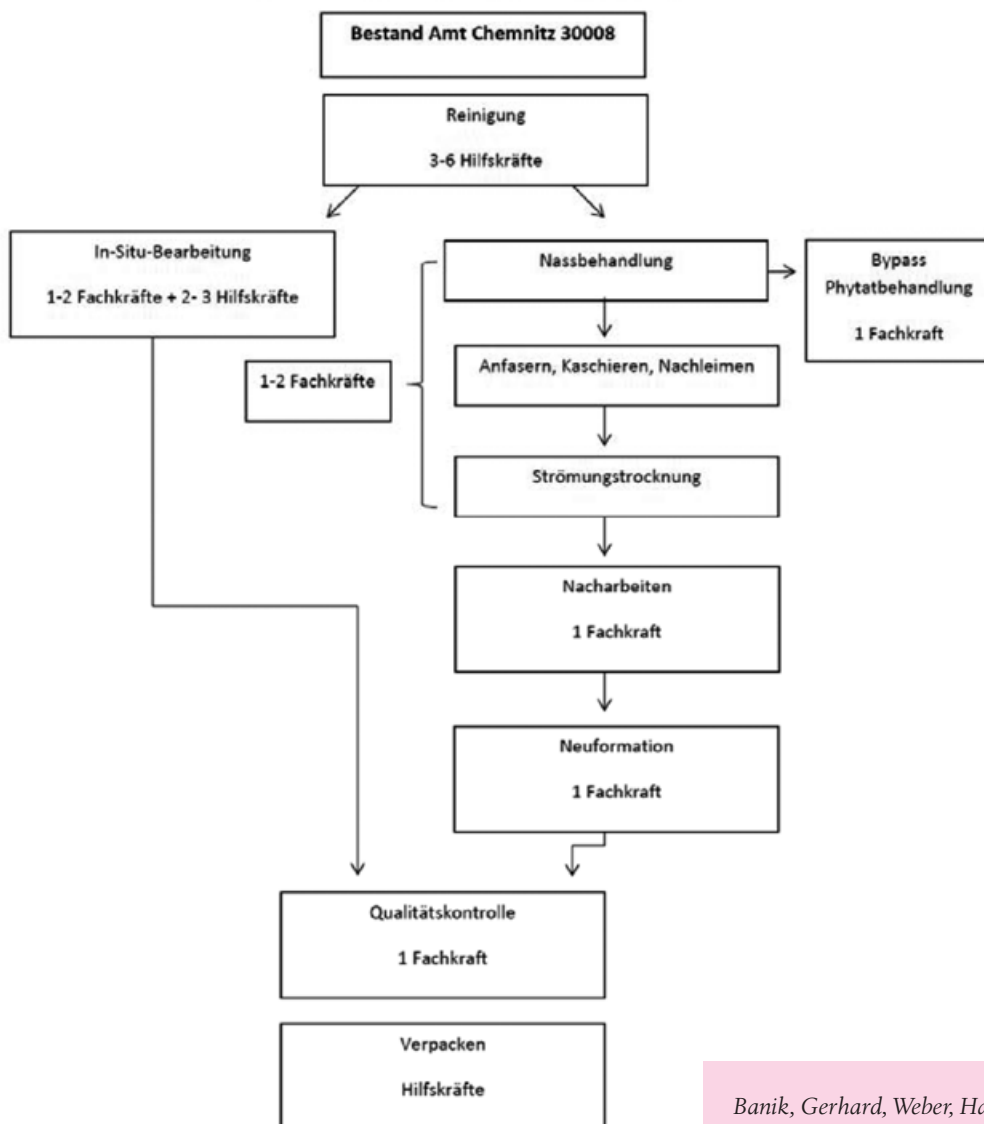 Bestand Amt Chemnitz 30008
Reinigung
3-6 Hilfskräfte
In-Situ-Bearbeitung
1-2 Fachkräfte + 2- 3 Hilfskräfte
Nassbehandlung
Bypass
Phytatbehandlung
1 Fachkraft
1-2 Fachkräfte
Anfasern, Kaschieren, Nachleimen
Strömungstrocknung
Nacharbeiten
1 Fachkraft
Neuformation
1 Fachkraft
Qualitätskontrolle
1 Fachkraft
Verpacken
Hilfskräfte
Banik, Gerhard, Weber, Ha